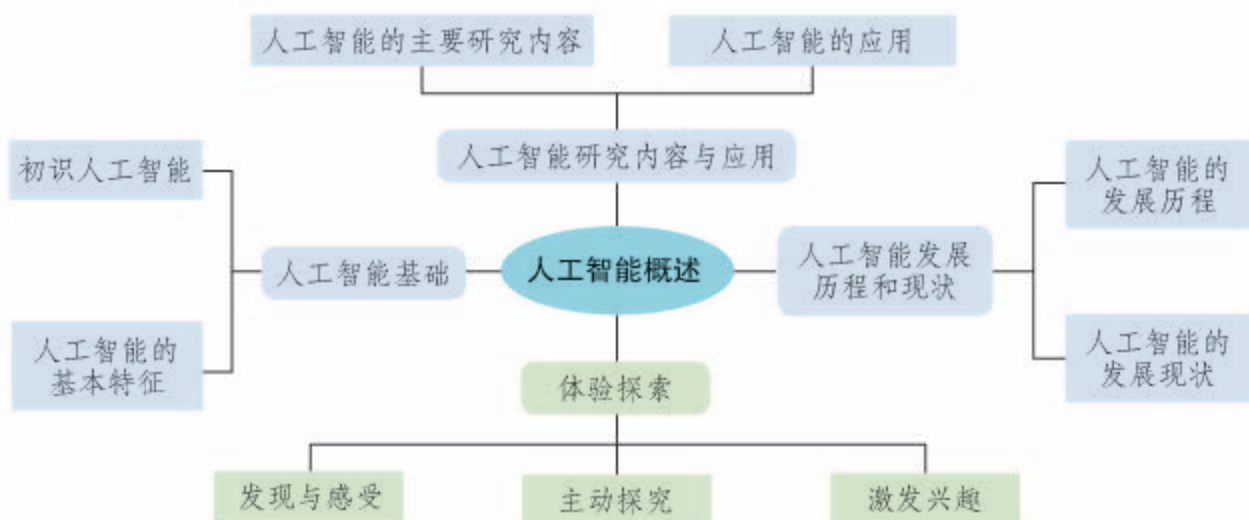 人工智能的主要研究内容
人工智能的应用
人工智能研究内容与应用
初识人工智能
人工智能的
发展历程
人工智能基础
人工智能概述
人工智能发展
历程和现状
人工智能的
基本特征
人工智能的
发展现状
体验探索
发现与感受
主动探究
激发兴趣